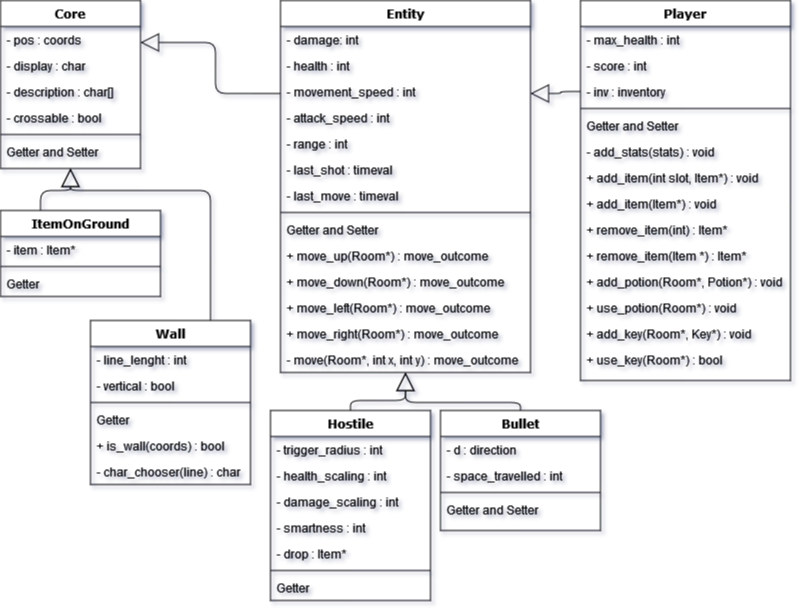 Core
- pos : coords
- display : char
- description : char[]
- crossable : bool
Getter and Setter
Entity
- damage: int
- health : int
- movement_speed : int
- attack_speed : int
- range : int
- last_shot : timeval
- last_move : timeval
Getter and Setter
+ move_up(Room*) : move_outcome
+ move_down(Room*) : move_outcome
+ move_left(Room*) : move_outcome
+ move_right(Room*) : move_outcome
- move(Room*, int x, int y) : move_outcome
Player
- max_health : int
- score : int
- inv : inventory
Getter and Setter
- add_stats(stats) : void
+ add_item(int slot, Item*) : void
+ add_item(Item*) : void
+ remove_item(int) : Item*
+ remove_item(Item *) : Item*
+ add_potion(Room*, Potion*) : void
+ use_potion(Room*) : void
+ add_key(Room*, Key*) : void
+ use_key(Room*) : bool
ItemOnGround
- item : Item*
Getter
Wall
- line_lenght : int
- vertical : bool
Getter
+ is_wall(coords) : bool
- char_chooser(line) : char
Hostile
- trigger_radius : int
- health_scaling : int
- damage_scaling : int
- smartness : int
- drop : Item*
Getter
Bullet
- d : direction
- space_travelled : int
Getter and Setter